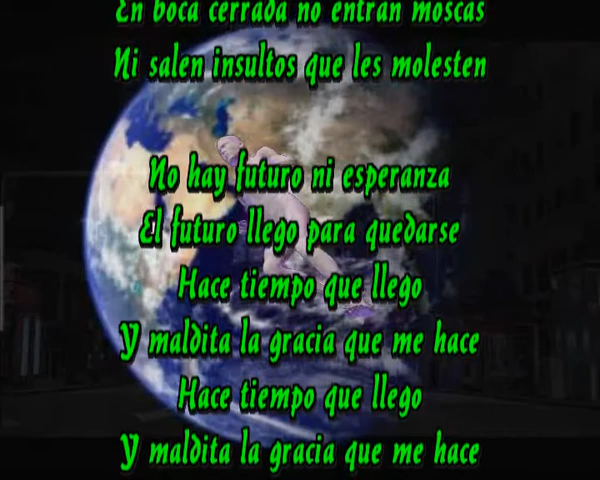 En boca cerrada no entran moscas
Ni salen insultos que les molesten
No hay futuro ni esperanza
El futuro llego para quedarse
Hace tiempo que llego
Y maldita la gracia que me hace
Hace tiempo que llego
Y maldita la gracia que me hace